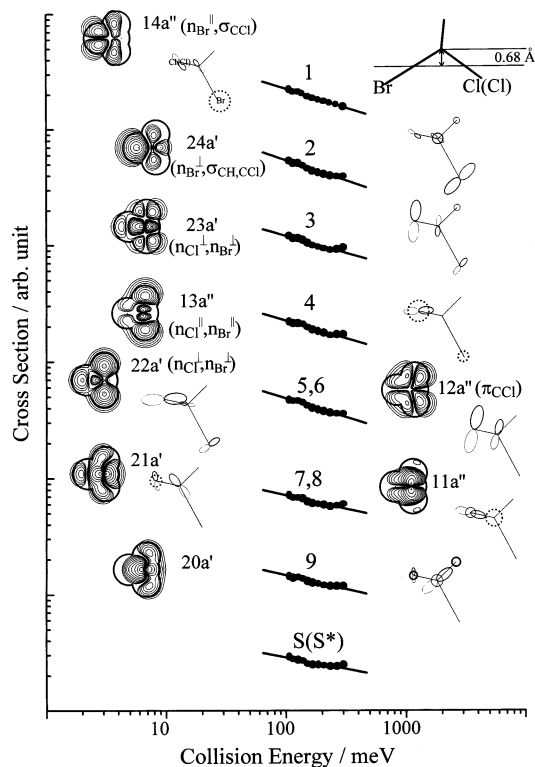 14a" (n_Br^∥,σ_CCl)
Cl(Cl)
Br
0.68 Å
Br
Cl(Cl)
1
24a'
(n_Br^⊥,σ_CH,CCl)
2
23a'
(n_Cl^⊥,n_Br^⊥)
3
13a"
(n_Cl^∥,n_Br^∥)
4
22a' (n_Cl^⊥,n_Br^⊥)
5,6
12a" (π_CCl)
21a'
7,8
11a"
20a'
9
S(S*)
1
10
100
1000
Collision Energy / meV
Cross Section / arb. unit